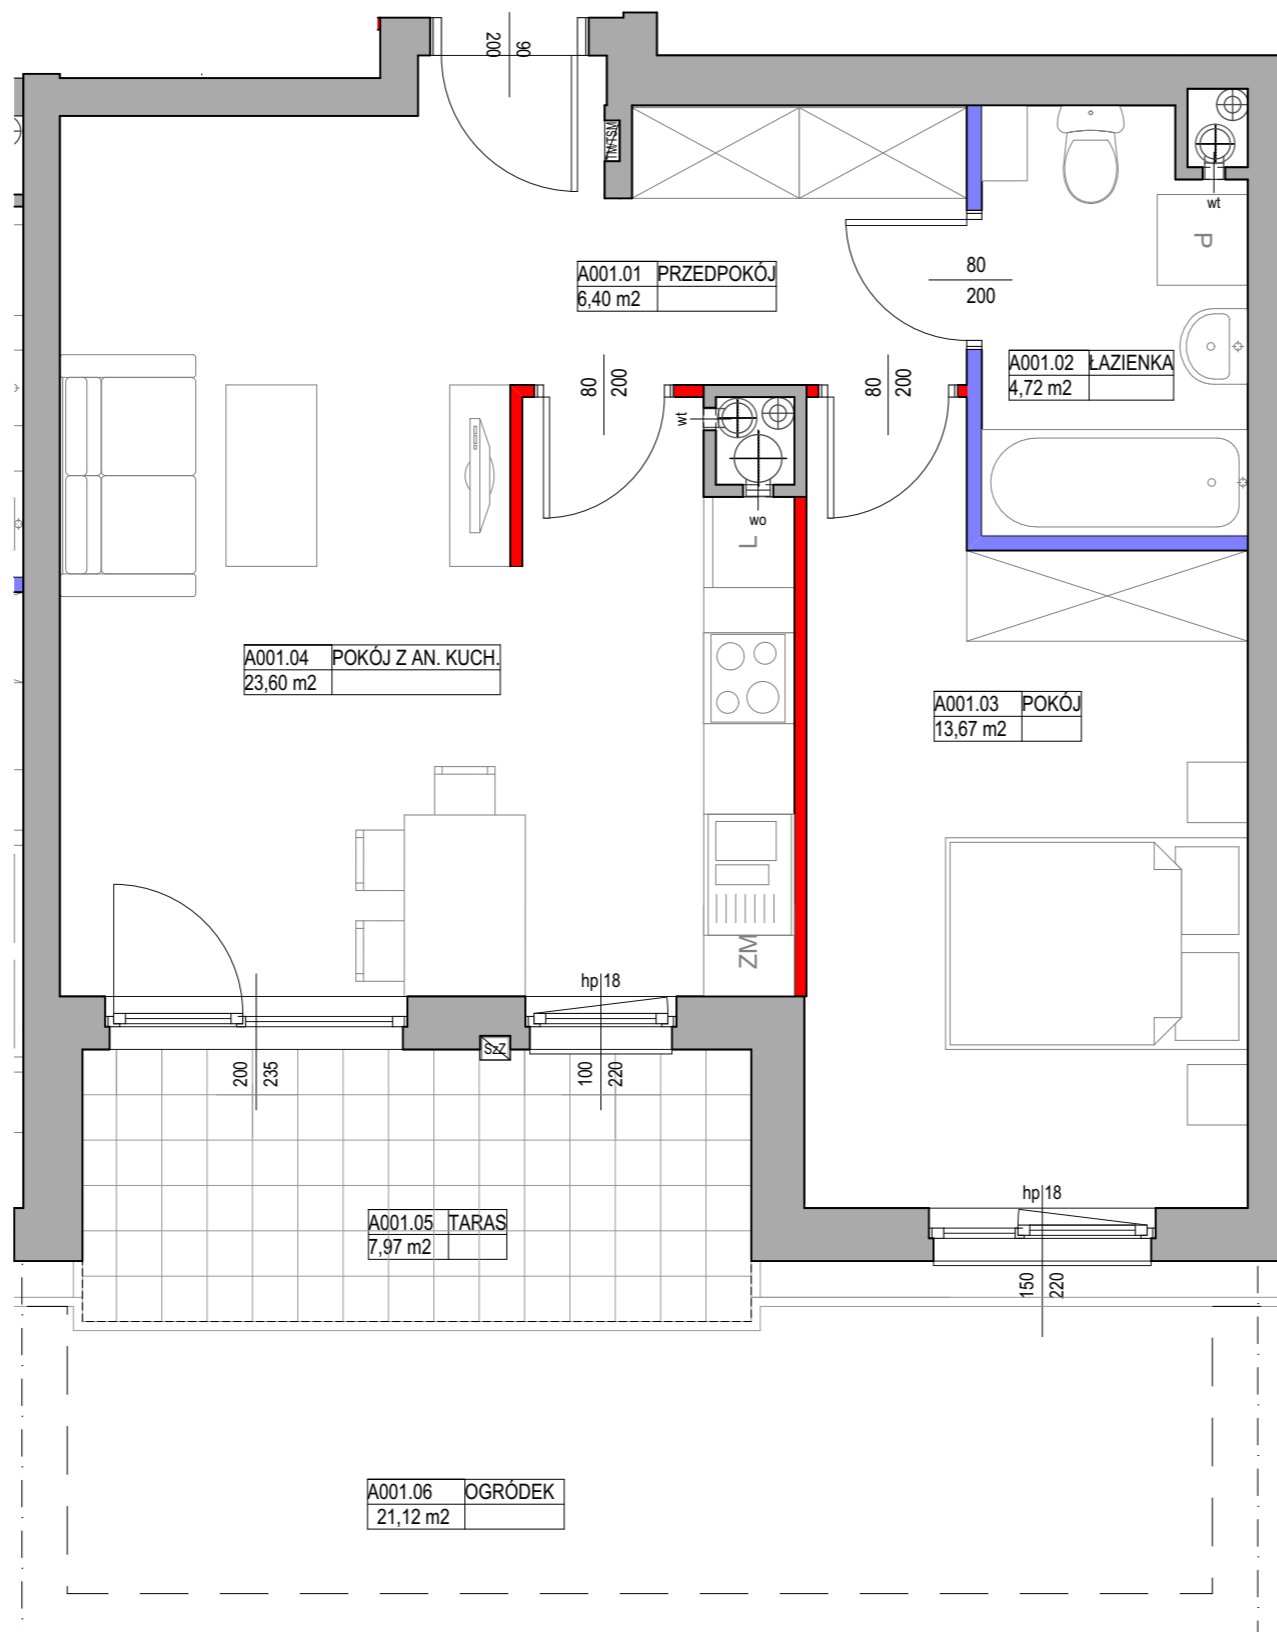 200 90
TM/TSM
wt
P
A001.01 PRZEDPOKÓJ
6,40 m2
80
200
A001.02 ŁAZIENKA
4,72 m2
80 200
80 200
wt
wo
L
A001.04 POKÓJ Z AN. KUCH.
23,60 m2
A001.03 POKÓJ
13,67 m2
ZM
hp 18
SzZ
200 235
100 220
hp 18
A001.05 TARAS
7,97 m2
150 220
A001.06 OGRÓDEK
21,12 m2